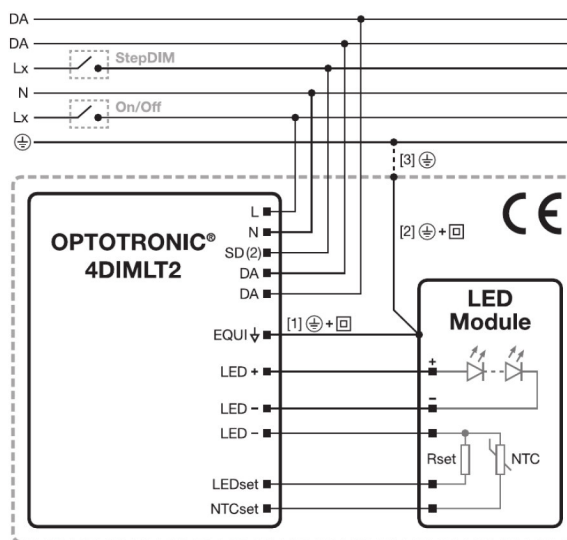 DA
DA
Lx
StepDIM
N
Lx
On/Off
[3]
[2] +
CE
L
N
SD(2)
DA
DA
OPTOTRONIC®
4DIMLT2
EQUI
[1] +
LED +
LED -
LED -
LEDset
NTCset
LED
Module
+
-
Rset
NTC